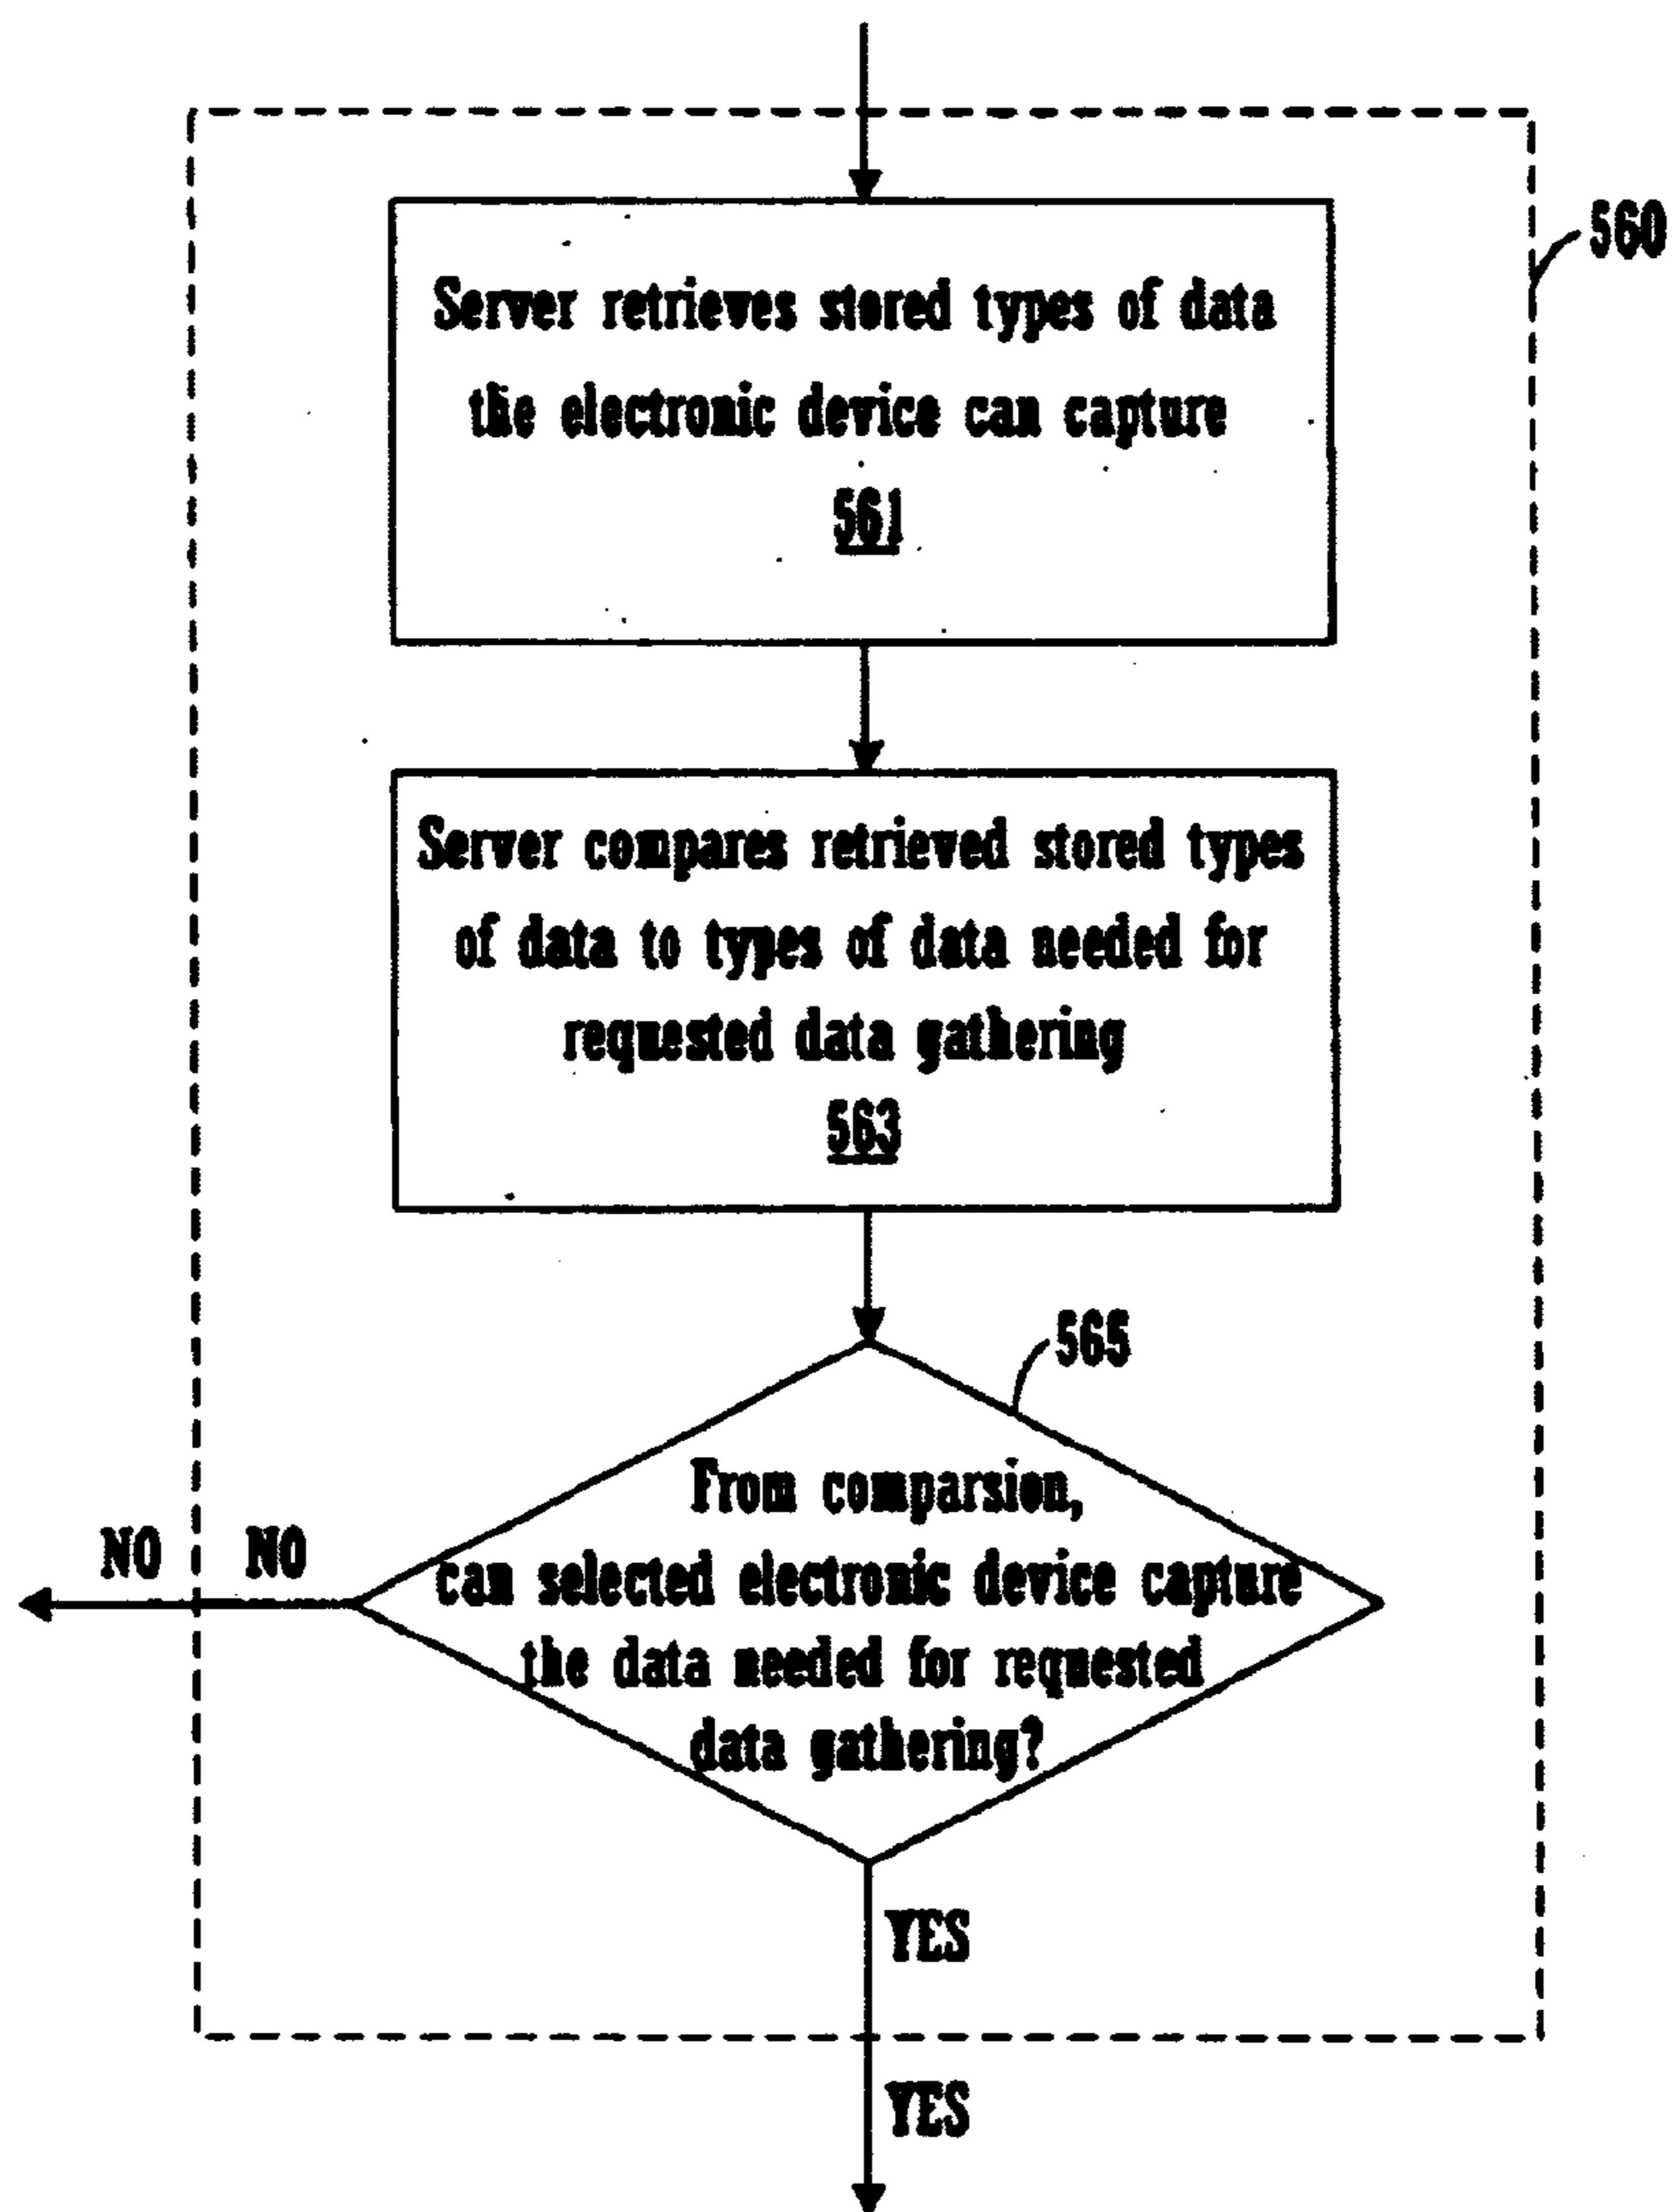 560
Server retrieves stored types of data
the electronic device can capture
561
Server compares retrieved stored types
of data to types of data needed for
requested data gathering
563
565
From comparsion,
can selected electronic device capture
the data needed for requested
data gathering?
NO NO
YES
YES